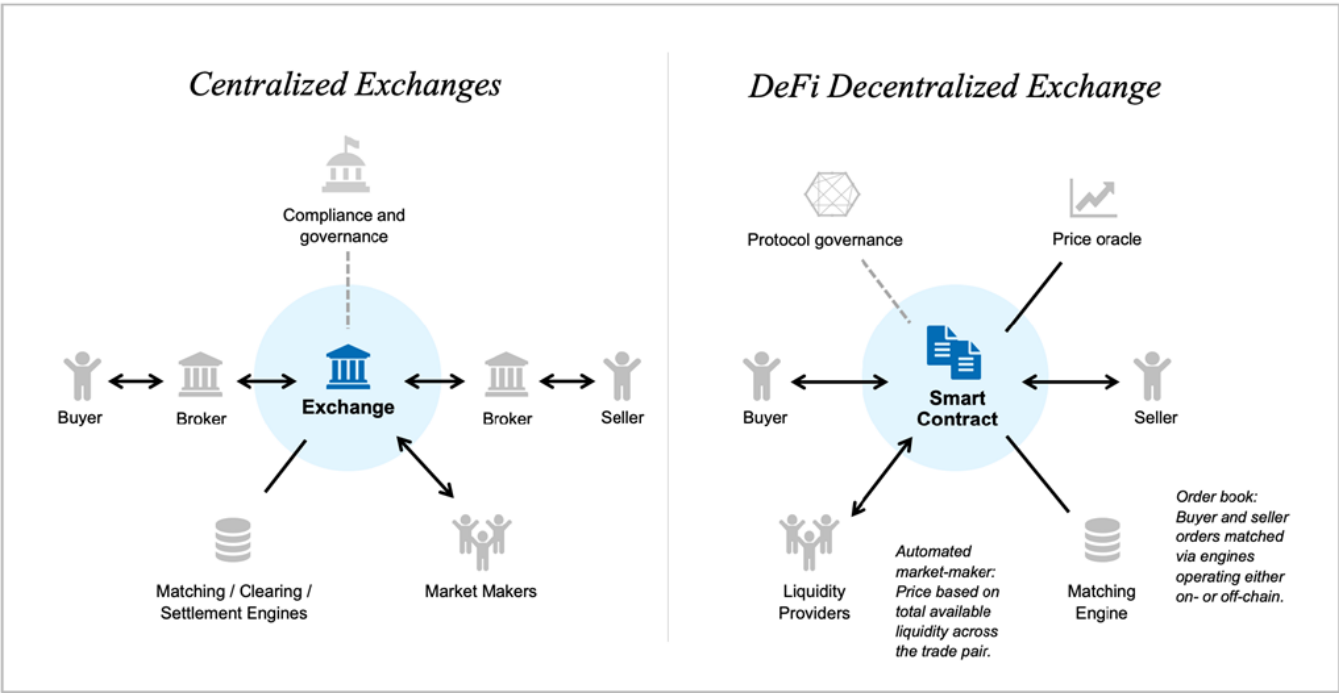 Centralized Exchanges
Compliance and
governance
Buyer
Broker
Exchange
Broker
Seller
Matching / Clearing /
Settlement Engines
Market Makers
DeFi Decentralized Exchange
Protocol governance
Price oracle
Buyer
Smart
Contract
Seller
Liquidity
Providers
Automated
market-maker:
Price based on
total available
liquidity across
the trade pair.
Matching
Engine
Order book:
Buyer and seller
orders matched
via engines
operating either
on- or off-chain.